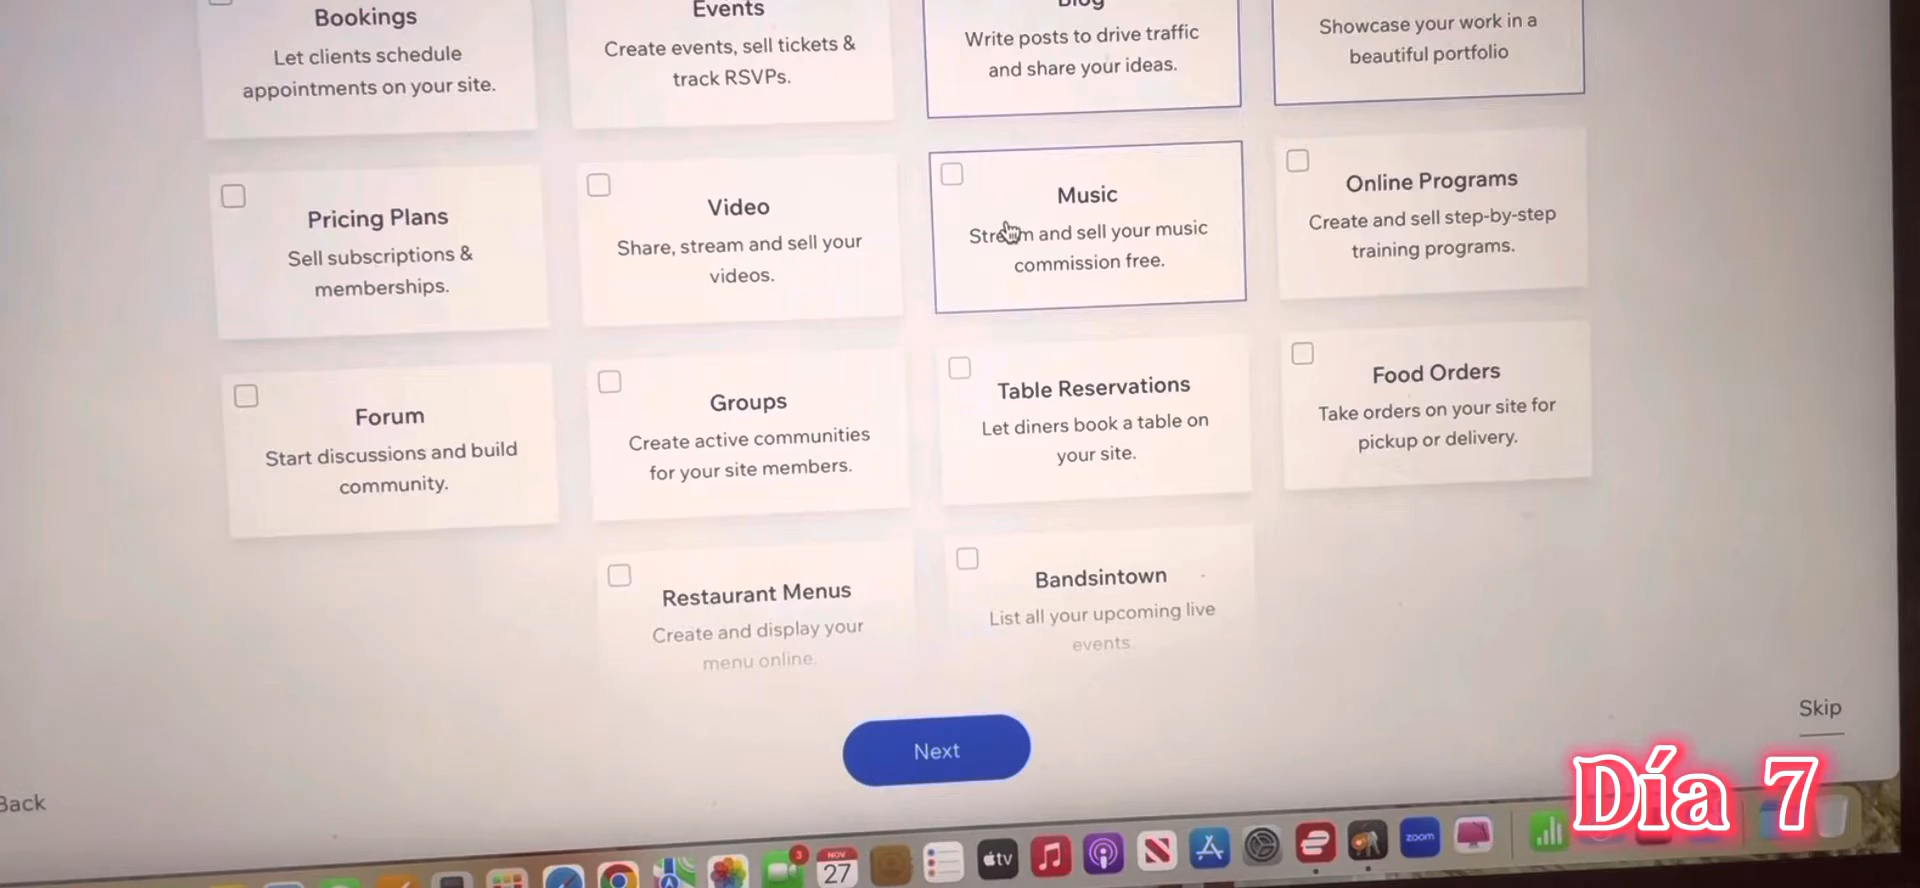 Bookings
Let clients schedule
appointments on your site.
Events
Create events, sell tickets &
track RSVPs.
Blog
Write posts to drive traffic
and share your ideas.
Showcase your work in a
beautiful portfolio
Pricing Plans
Sell subscriptions &
memberships.
Video
Share, stream and sell your
videos.
Music
Stream and sell your music
commission free.
Online Programs
Create and sell step-by-step
training programs.
Forum
Start discussions and build
community.
Groups
Create active communities
for your site members.
Table Reservations
Let diners book a table on
your site.
Food Orders
Take orders on your site for
pickup or delivery.
Restaurant Menus
Create and display your
menu online.
Bandsintown
List all your upcoming live
events.
Skip
Next
Back
Día 7
3
NOV
27
tv
zoom